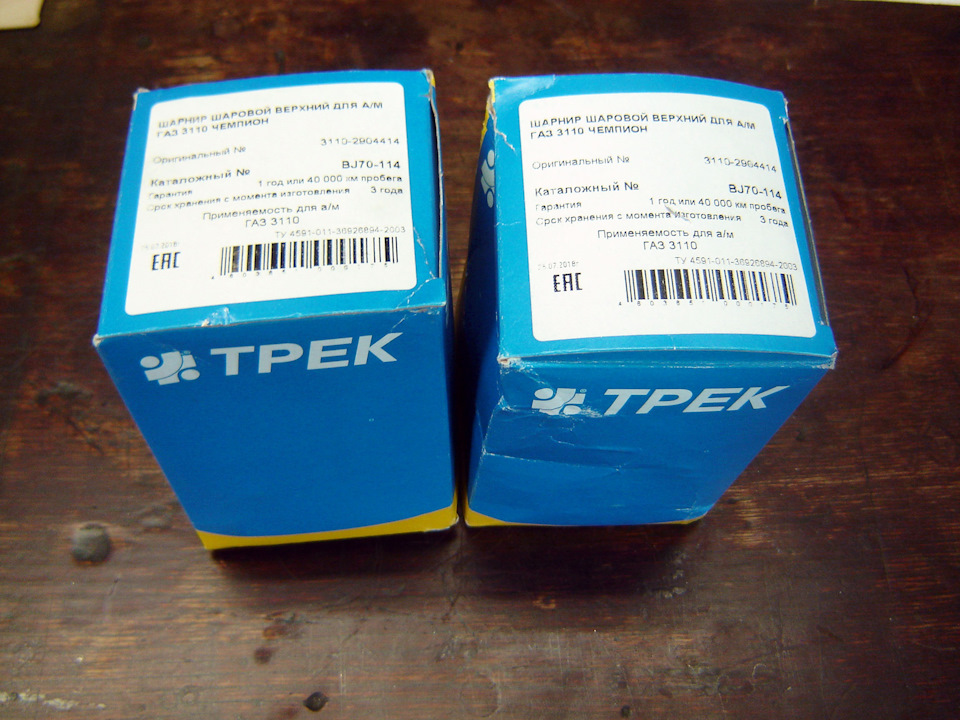 ШАРНИР ШАРОВОЙ ВЕРХНИЙ ДЛЯ А/М
ГАЗ 3110 ЧЕМПИОН
Оригинальный № 3110-2904414
Каталожный № BJ70-114
Гарантия 1 год или 40 000 км пробега
Срок хранения с момента изготовления 3 года
Применяемость для а/м
ГАЗ 3110
ТУ 4591-011-36926894-2003
EAC
ТРЕК
ШАРНИР ШАРОВОЙ ВЕРХНИЙ ДЛЯ А/М
ГАЗ 3110 ЧЕМПИОН
Оригинальный № 3110-2904414
Каталожный № BJ70-114
Гарантия 1 год или 40 000 км пробега
Срок хранения с момента изготовления 3 года
Применяемость для а/м
ГАЗ 3110
ТУ 4591-011-36926894-2003
EAC
ТРЕК